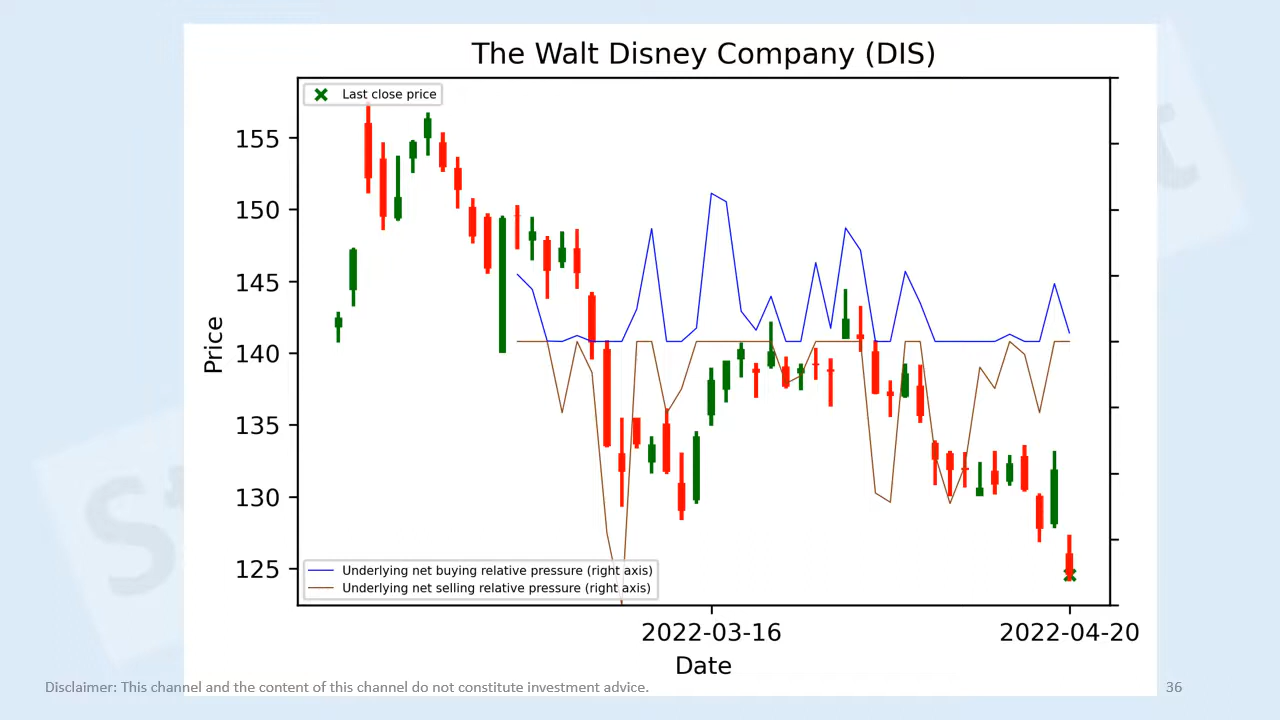 The Walt Disney Company (DIS)
Last close price
155
150
145
140
135
130
125
Price
Underlying net buying relative pressure (right axis)
Underlying net selling relative pressure (right axis)
2022-03-16
2022-04-20
Date
Disclaimer: This channel and the content of this channel do not constitute investment advice.
36